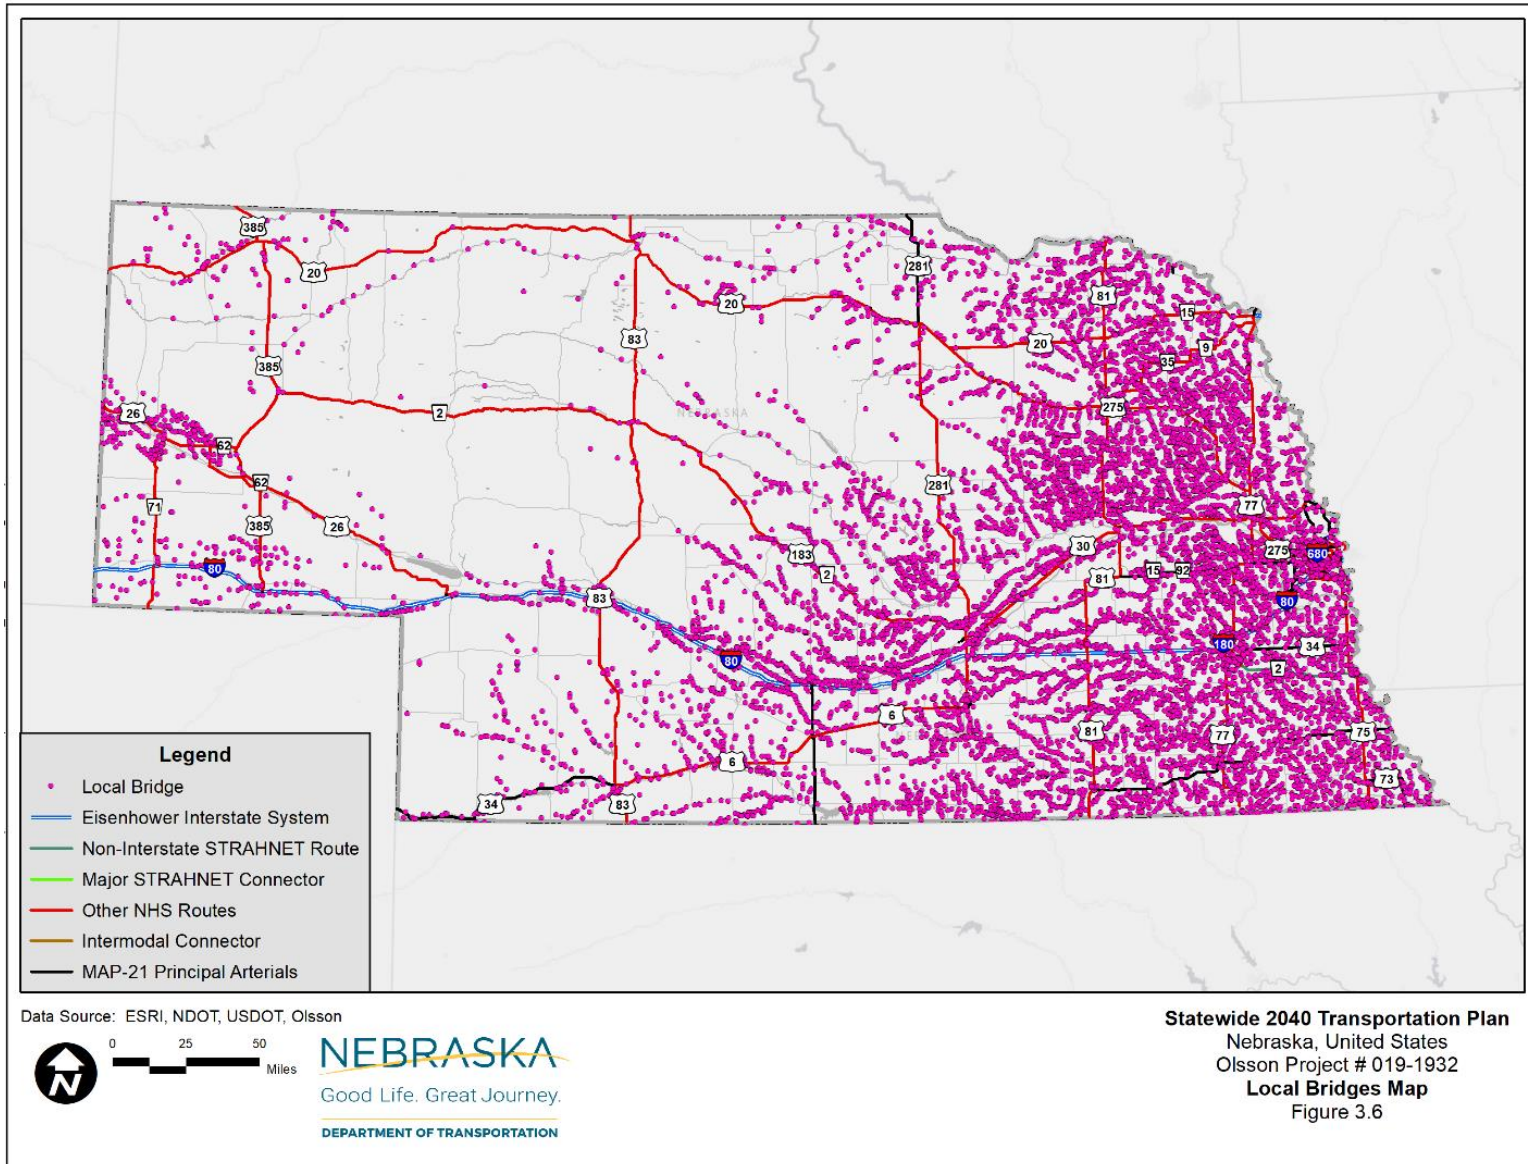 385
20
281
81
15
20
83
20
9
35
385
26
2
NEBRASKA
275
62
62
281
71
385
26
77
183
30
275
680
2
81
15
92
80
83
80
80
180
34
2
6
81
77
75
6
34
83
73
Legend
Local Bridge
Eisenhower Interstate System
Non-Interstate STRAHNET Route
Major STRAHNET Connector
Other NHS Routes
Intermodal Connector
MAP-21 Principal Arterials
Data Source: ESRI, NDOT, USDOT, Olsson
N
0 25 50
Miles
NEBRASKA
Good Life. Great Journey.
DEPARTMENT OF TRANSPORTATION
Statewide 2040 Transportation Plan
Nebraska, United States
Olsson Project # 019-1932
Local Bridges Map
Figure 3.6